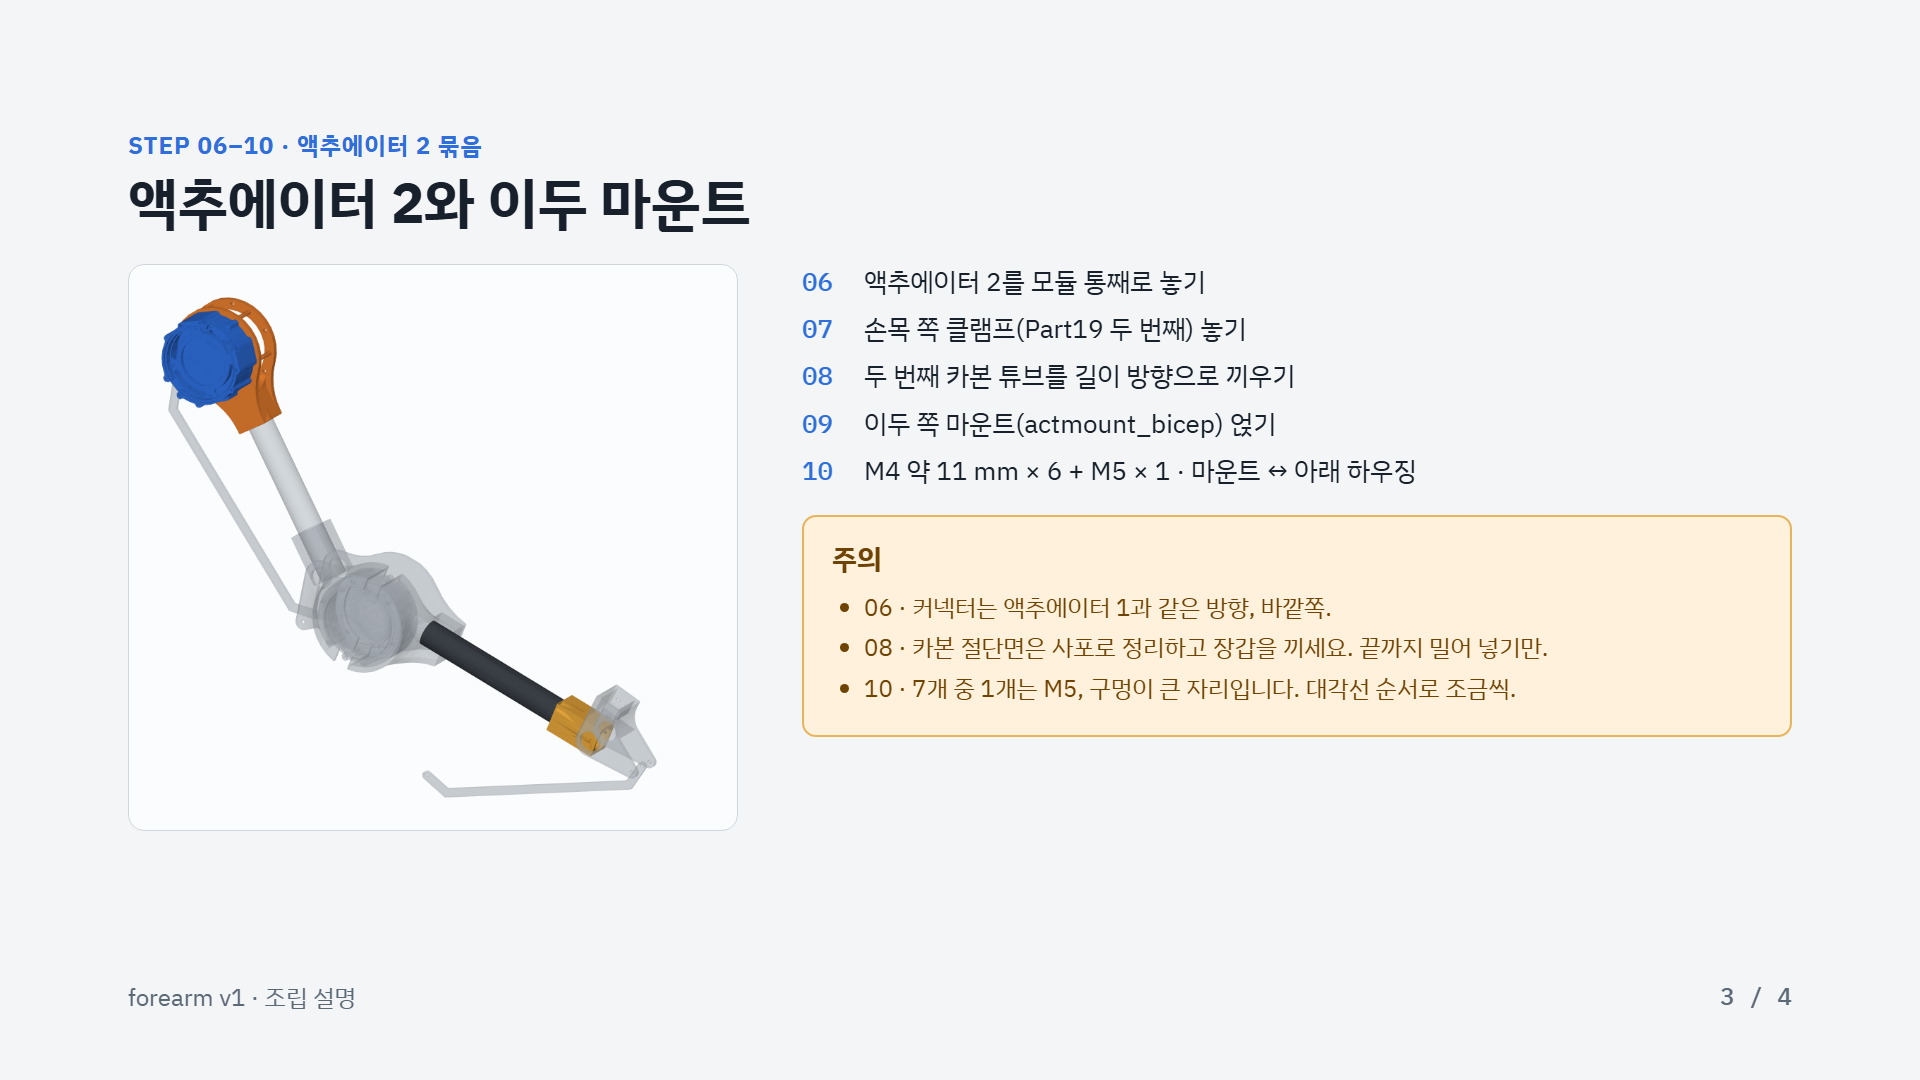 STEP 06–10 · 액추에이터 2 묶음
액추에이터 2와 이두 마운트
06 액추에이터 2를 모듈 통째로 놓기
07 손목 쪽 클램프(Part19 두 번째) 놓기
08 두 번째 카본 튜브를 길이 방향으로 끼우기
09 이두 쪽 마운트(actmount_bicep) 얹기
10 M4 약 11 mm × 6 + M5 × 1 · 마운트 ↔ 아래 하우징
주의
• 06 · 커넥터는 액추에이터 1과 같은 방향, 바깥쪽.
• 08 · 카본 절단면은 사포로 정리하고 장갑을 끼세요. 끝까지 밀어 넣기만.
• 10 · 7개 중 1개는 M5, 구멍이 큰 자리입니다. 대각선 순서로 조금씩.
forearm v1 · 조립 설명
3 / 4